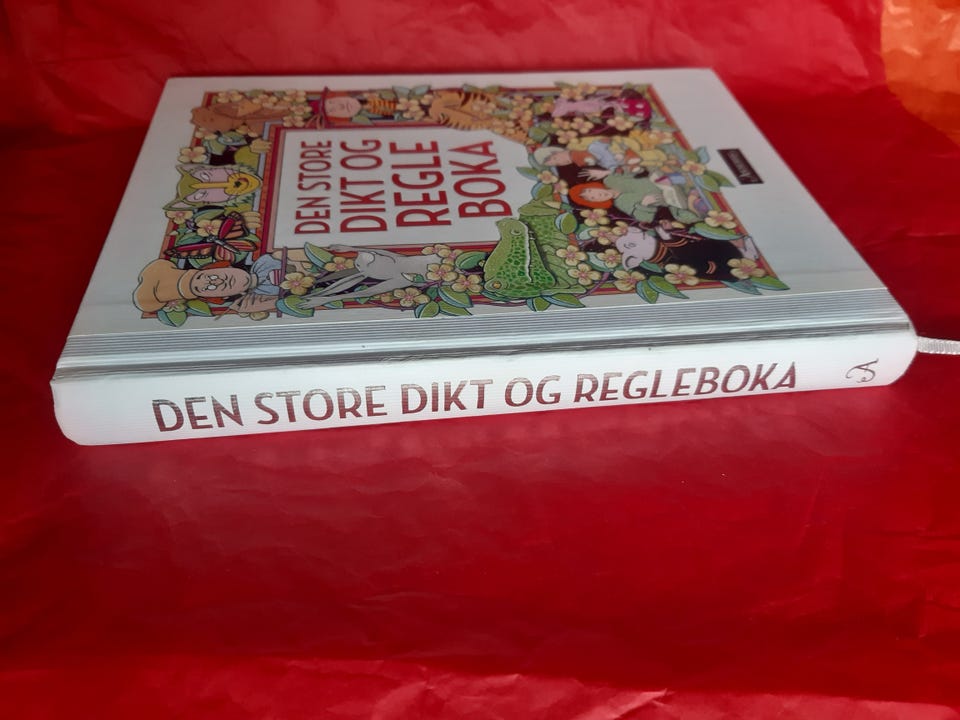 DEN STORE
DIKT OG
REGLE
BOKA
DEN STORE DIKT OG REGLEBOKA
A